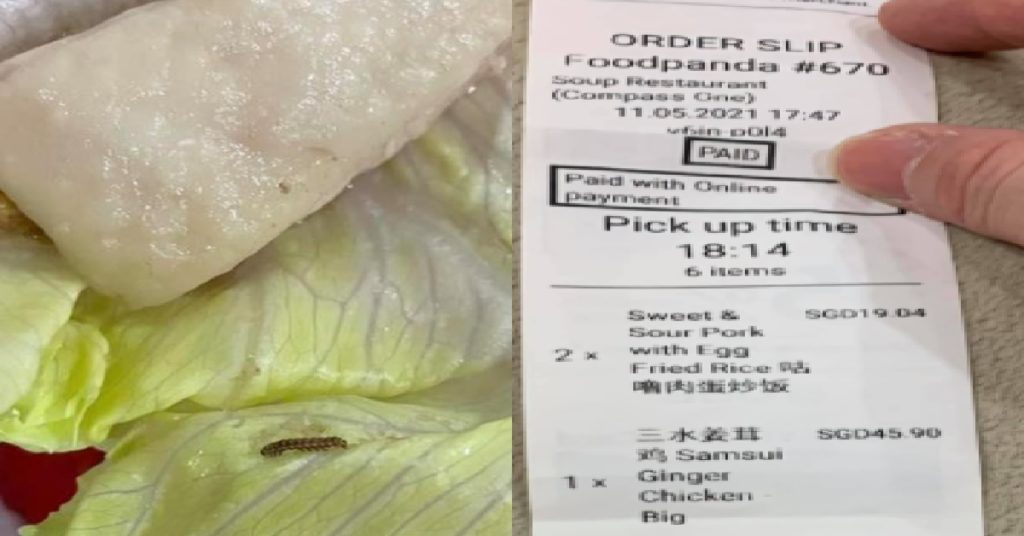 ORDER SLIP
Foodpanda #670
Soup Restaurant
(Compass One)
11.05.2021 17:47
PAID
Paid with Online
payment
Pick up time
18:14
6 items
Sweet & SGD19.04
Sour Pork
2 x with Egg
Fried Rice 咕
噜肉蛋炒饭
三水姜茸 SGD45.90
鸡 Samsui
1 x Ginger
Chicken
Big